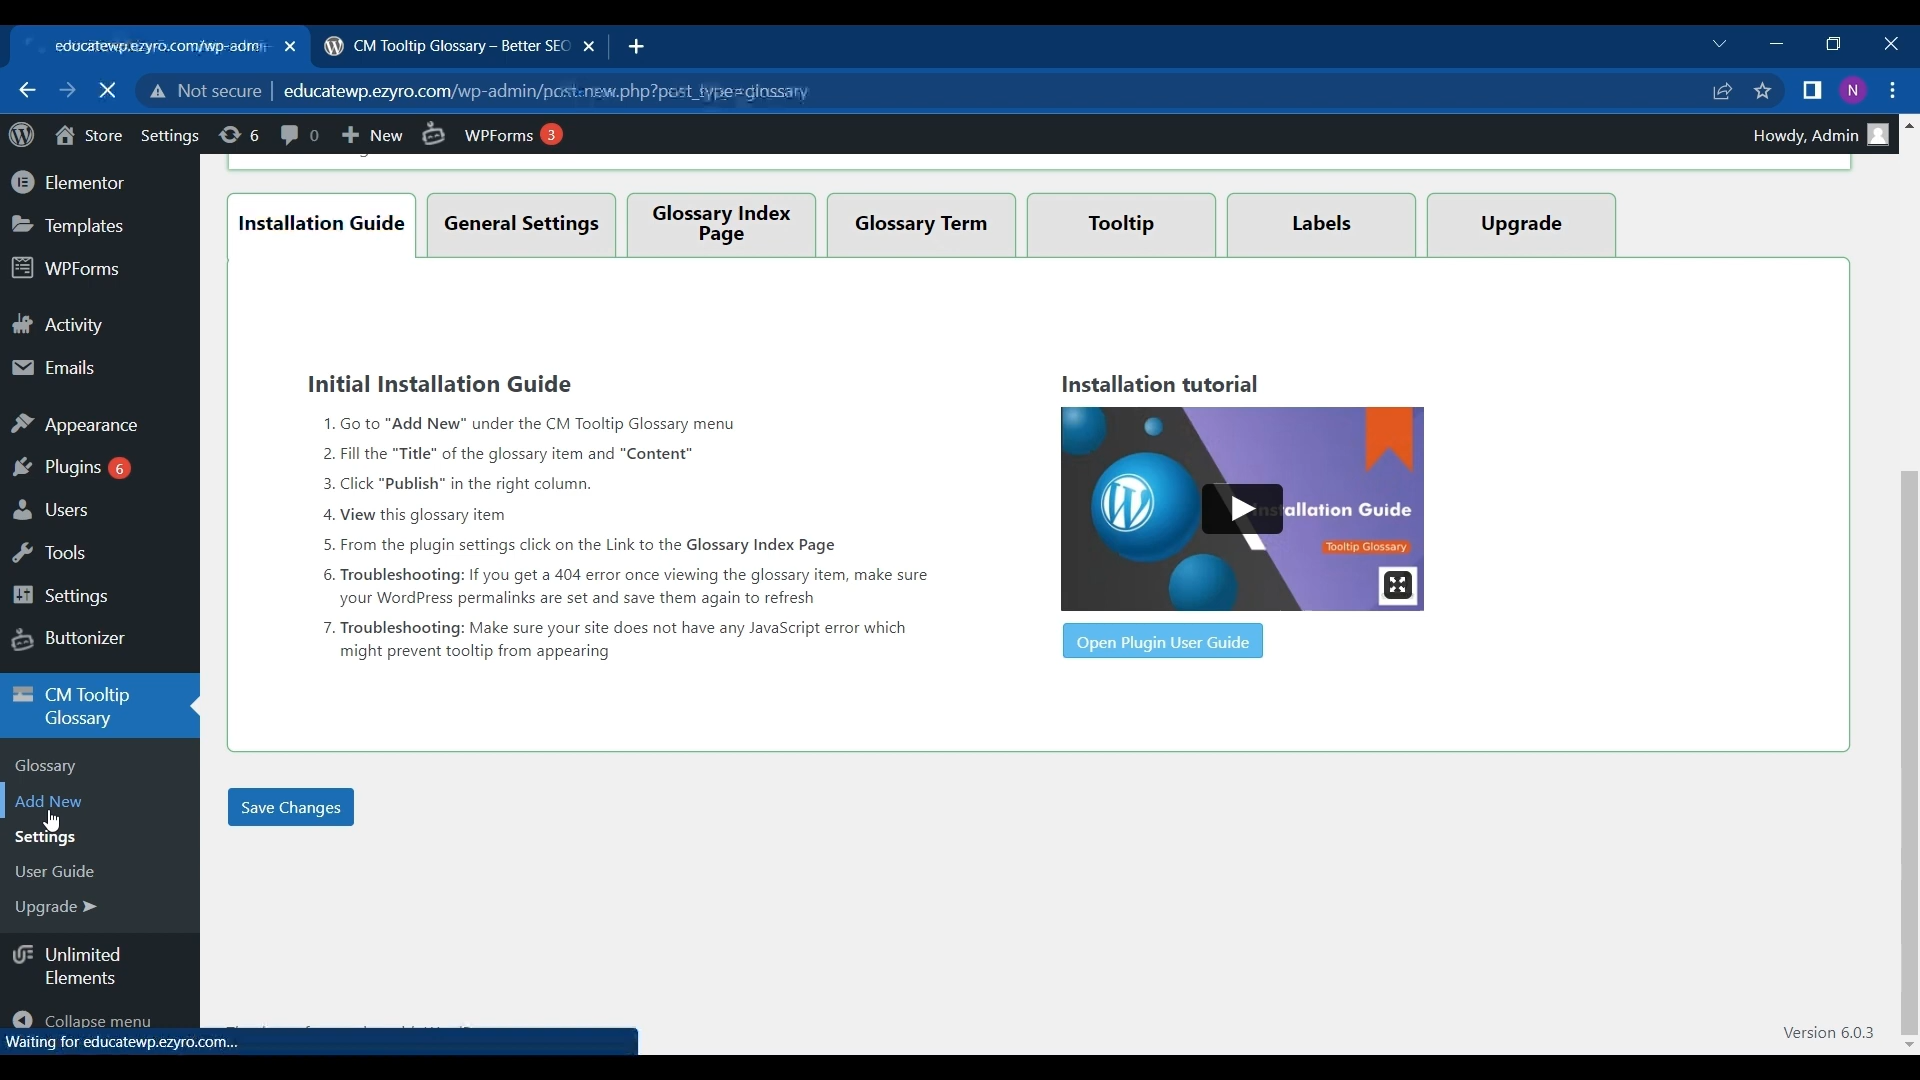 educatewp.ezyro.com/wp-admi
CM Tooltip Glossary – Better SEO
Not secure
educatewp.ezyro.com/wp-admin/post-new.php?post_type=glossary
Store
Settings
6
0
New
WPForms 3
Howdy, Admin
Elementor
Templates
WPForms
Activity
Emails
Appearance
Plugins 6
Users
Tools
Settings
Buttonizer
CM Tooltip
Glossary
Glossary
Add New
Settings
User Guide
Upgrade ➤
Unlimited
Elements
Collapse menu
Waiting for educatewp.ezyro.com...
Installation Guide
General Settings
Glossary Index
Page
Glossary Term
Tooltip
Labels
Upgrade
Initial Installation Guide
1. Go to "Add New" under the CM Tooltip Glossary menu
2. Fill the "Title" of the glossary item and "Content"
3. Click "Publish" in the right column.
4. View this glossary item
5. From the plugin settings click on the Link to the Glossary Index Page
6. Troubleshooting: If you get a 404 error once viewing the glossary item, make sure
your WordPress permalinks are set and save them again to refresh
7. Troubleshooting: Make sure your site does not have any JavaScript error which
might prevent tooltip from appearing
Installation tutorial
nstallation Guide
Tooltip Glossary
Open Plugin User Guide
Save Changes
Version 6.0.3
N